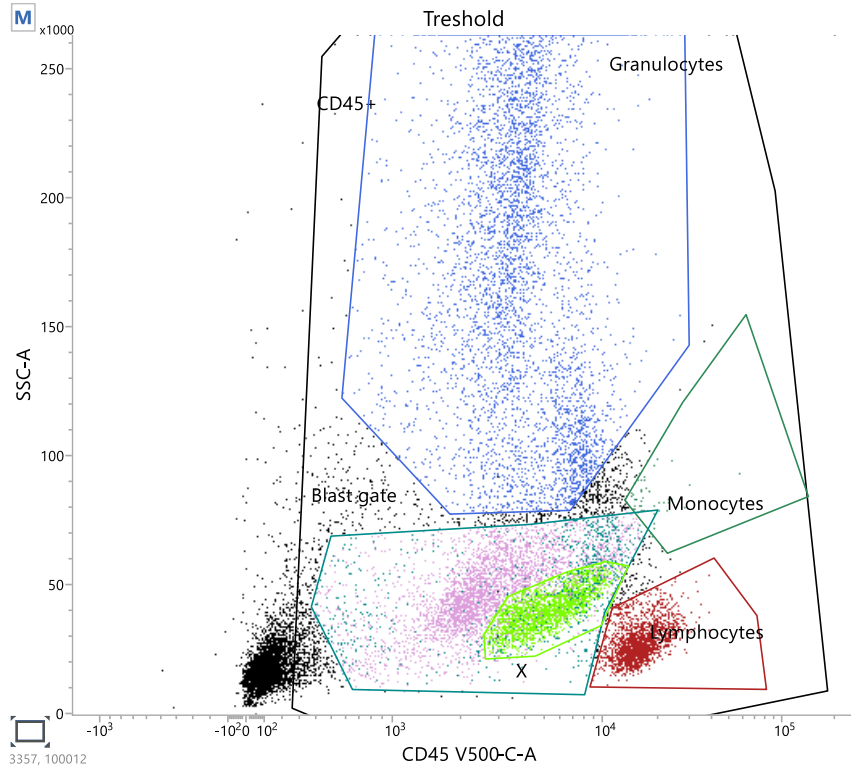 M
Treshold
x1000
250
Granulocytes
CD45+
200
150
SSC-A
100
Blast gate
Monocytes
50
Lymphocytes
X
0
-10³
-10²0 10²
10³
10⁴
10⁵
CD45 V500-C-A
3357, 100012